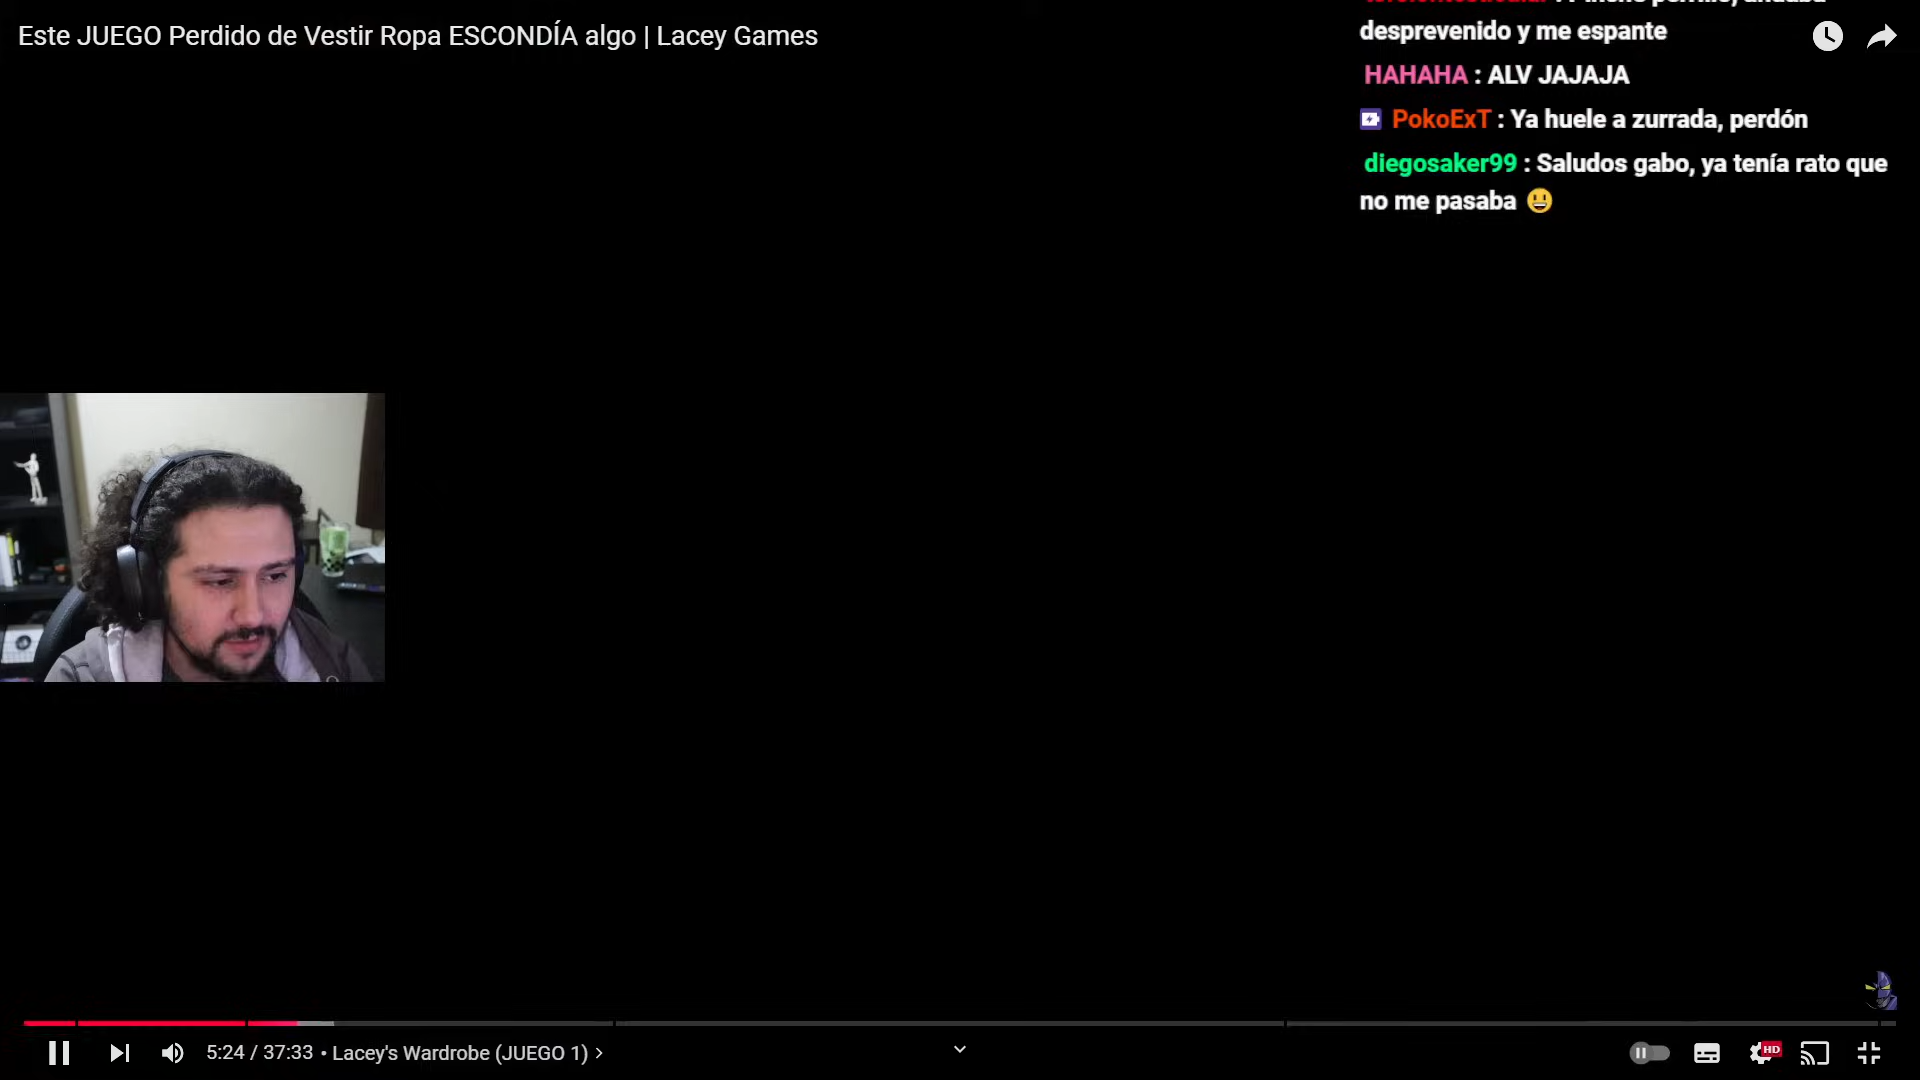 Este JUEGO Perdido de Vestir Ropa ESCONDÍA algo | Lacey Games
desprevenido y me espante
HAHAHA : ALV JAJAJA
PokoExT : Ya huele a zurrada, perdón
diegosaker99 : Saludos gabo, ya tenía rato que
no me pasaba 😃
5:24 / 37:33 • Lacey's Wardrobe (JUEGO 1) >
HD